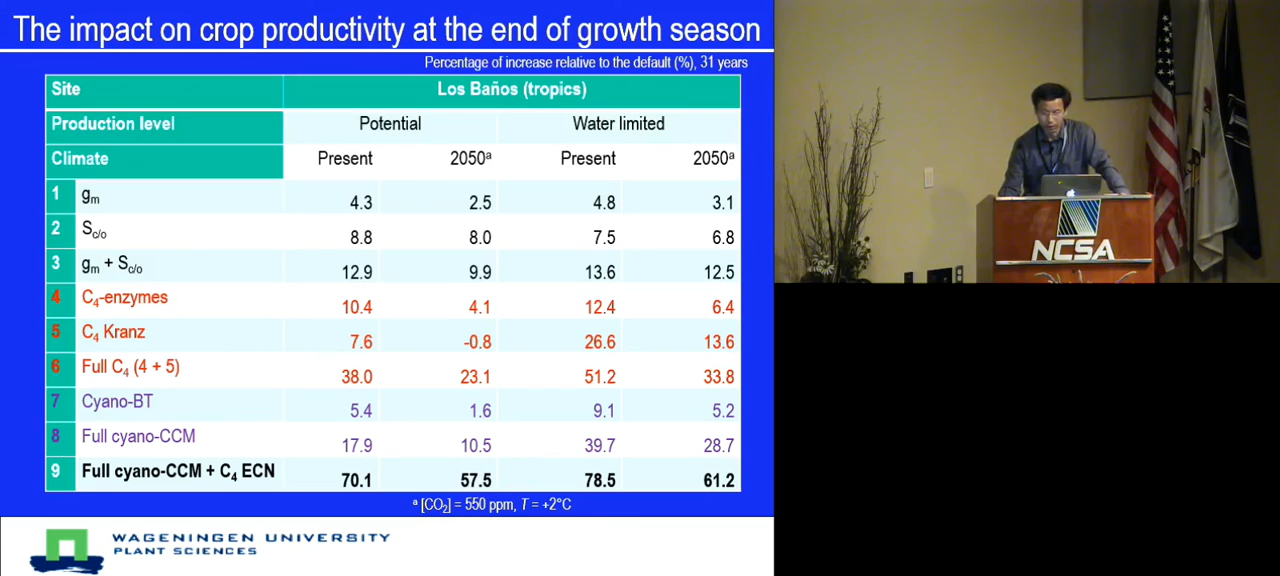 The impact on crop productivity at the end of growth season
Percentage of increase relative to the default (%), 31 years
Site Los Baños (tropics)
Production level Potential Water limited
Climate Present 2050ᵃ Present 2050ᵃ
1 gm 4.3 2.5 4.8 3.1
2 Sc/o 8.8 8.0 7.5 6.8
3 gm + Sc/o 12.9 9.9 13.6 12.5
4 C4-enzymes 10.4 4.1 12.4 6.4
5 C4 Kranz 7.6 -0.8 26.6 13.6
6 Full C4 (4 + 5) 38.0 23.1 51.2 33.8
7 Cyano-BT 5.4 1.6 9.1 5.2
8 Full cyano-CCM 17.9 10.5 39.7 28.7
9 Full cyano-CCM + C4 ECN 70.1 57.5 78.5 61.2
ᵃ [CO2] = 550 ppm, T = +2°C
WAGENINGEN UNIVERSITY
PLANT SCIENCES
NCSA